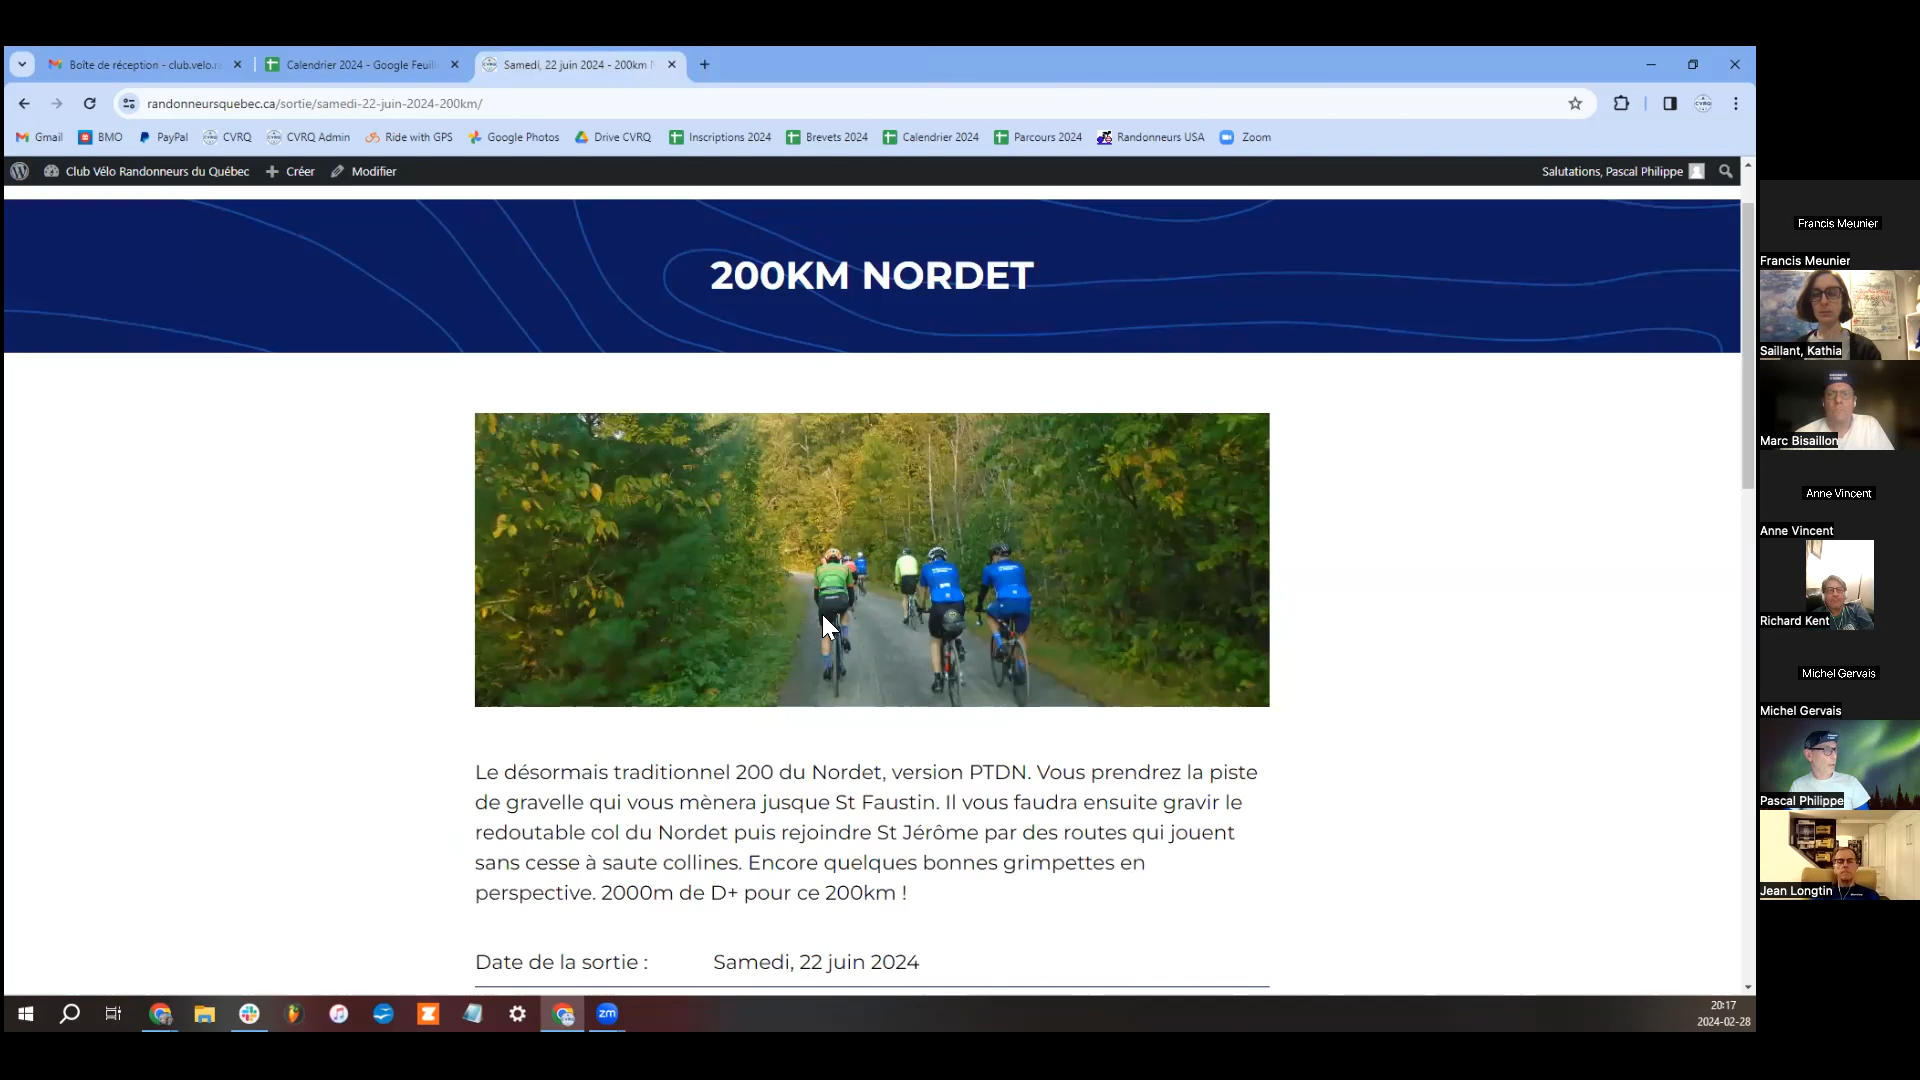 Boîte de réception - club.velo.r
Calendrier 2024 - Google Feuill
Samedi, 22 juin 2024 - 200km
randonneursquebec.ca/sortie/samedi-22-juin-2024-200km/
Gmail BMO PayPal CVRQ CVRQ Admin Ride with GPS Google Photos Drive CVRQ Inscriptions 2024 Brevets 2024 Calendrier 2024 Parcours 2024 Randonneurs USA Zoom
Club Vélo Randonneurs du Québec Créer Modifier Salutations, Pascal Philippe
200KM NORDET
Le désormais traditionnel 200 du Nordet, version PTDN. Vous prendrez la piste
de gravelle qui vous mènera jusque St Faustin. Il vous faudra ensuite gravir le
redoutable col du Nordet puis rejoindre St Jérôme par des routes qui jouent
sans cesse à saute collines. Encore quelques bonnes grimpettes en
perspective. 2000m de D+ pour ce 200km !
Date de la sortie : Samedi, 22 juin 2024
zm
20:17
2024-02-28
Francis Meunier
Francis Meunier
Saillant, Kathia
Marc Bisaillon
Anne Vincent
Anne Vincent
Richard Kent
Michel Gervais
Michel Gervais
Pascal Philippe
Jean Longtin